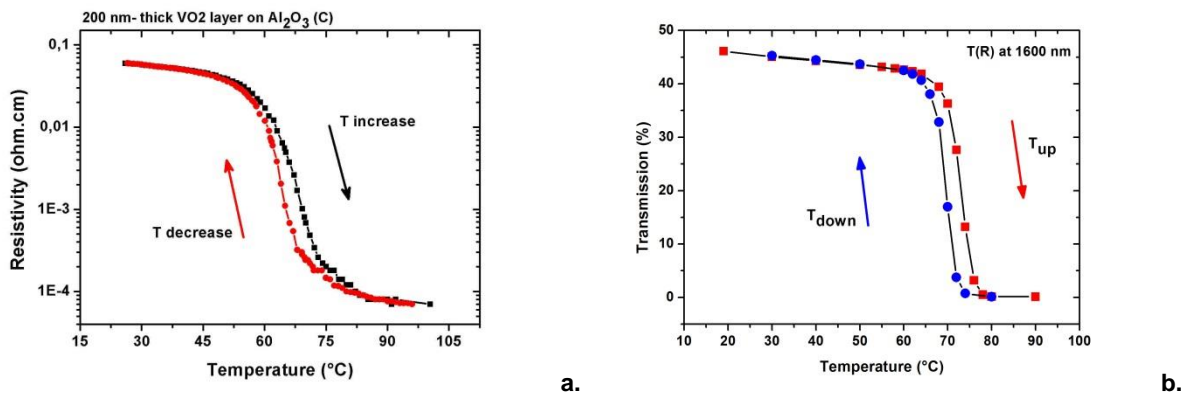 200 nm- thick VO2 layer on Al₂O₃ (C)
Resistivity (ohm.cm)
0,1
0,01
1E-3
1E-4
T increase
T decrease
15 30 45 60 75 90 105
Temperature (°C)
a.
T(R) at 1600 nm
Transmission (%)
50
40
30
20
10
0
T_up
T_down
10 20 30 40 50 60 70 80 90 100
Temperature (°C)
b.